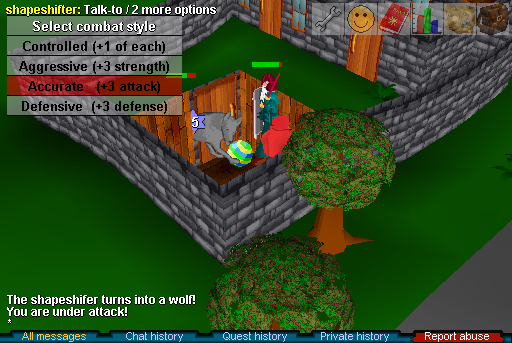 shapeshifter: Talk-to / 2 more options
Select combat style
Controlled (+1 of each)
Aggressive (+3 strength)
Accurate (+3 attack)
Defensive (+3 defense)
5
The shapeshifer turns into a wolf!
You are under attack!
*
All messages
Chat history
Quest history
Private history
Report abuse